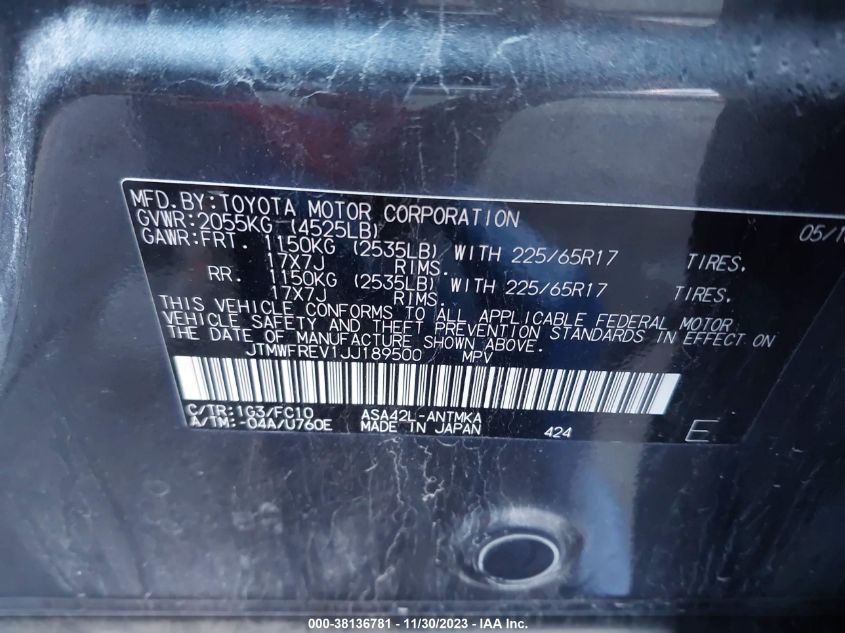 MFD.BY:TOYOTA MOTOR CORPORATION 05/1
GVWR:2055KG (4525LB)
GAWR:FRT. 1150KG (2535LB) WITH 225/65R17 TIRES.
17X7J RIMS.
RR. 1150KG (2535LB) WITH 225/65R17 TIRES.
17X7J RIMS.
THIS VEHICLE CONFORMS TO ALL APPLICABLE FEDERAL MOTOR
VEHICLE SAFETY AND THEFT PREVENTION STANDARDS IN EFFECT ON
THE DATE OF MANUFACTURE SHOWN ABOVE.
JTMWFREV1JJ189500 MPV
C/TR:1G3/FC10 ASA42L-ANTMKA
A/TM:-04A/U760E MADE IN JAPAN 424 E
000-38136781 - 11/30/2023 - IAA Inc.